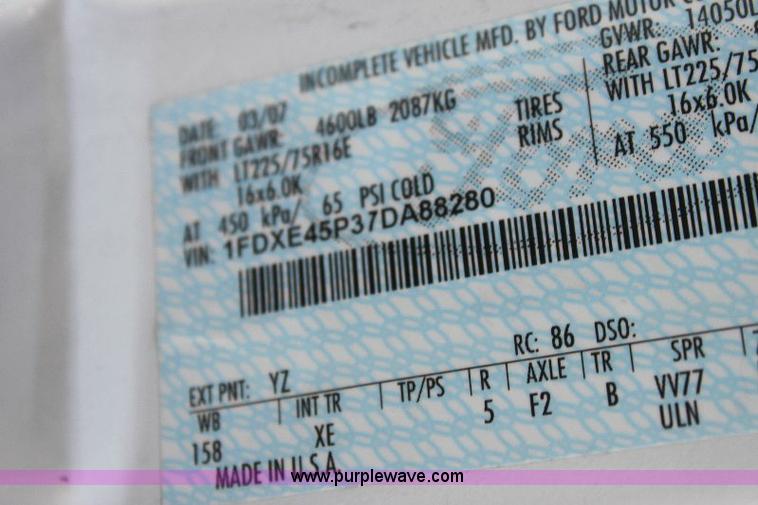 INCOMPLETE VEHICLE MFD. BY FORD MOTOR
DATE: 03/07 GVWR: 14050L
FRONT GAWR: 4600LB 2087KG REAR GAWR:
WITH LT225/75R16E TIRES WITH LT225/75
16x6.0K RIMS 16x6.0K
AT 450 kPa/ 65 PSI COLD AT 550 kPa/
VIN: 1FDXE45P37DA88280
RC: 86 DSO:
EXT PNT: YZ
WB INT TR TP/PS R AXLE TR SPR
158 XE 5 F2 B VV77
ULN
MADE IN U.S.A.
www.purplewave.com